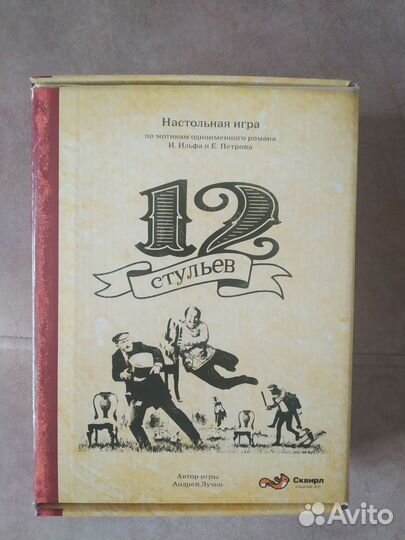 Настольная игра
по мотивам одноименного романа
И. Ильфа и Е. Петрова
12
стульев
Автор игры
Андрей Лучко
Сквирл
Avito